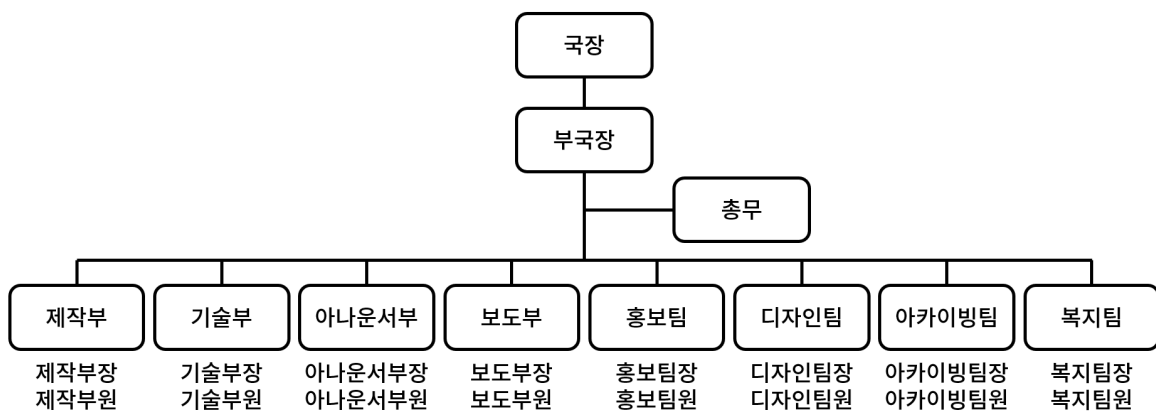 국장
부국장
총무
제작부 기술부 아나운서부 보도부 홍보팀 디자인팀 아카이빙팀 복지팀
제작부장 기술부장 아나운서부장 보도부장 홍보팀장 디자인팀장 아카이빙팀장 복지팀장
제작부원 기술부원 아나운서부원 보도부원 홍보팀원 디자인팀원 아카이빙팀원 복지팀원